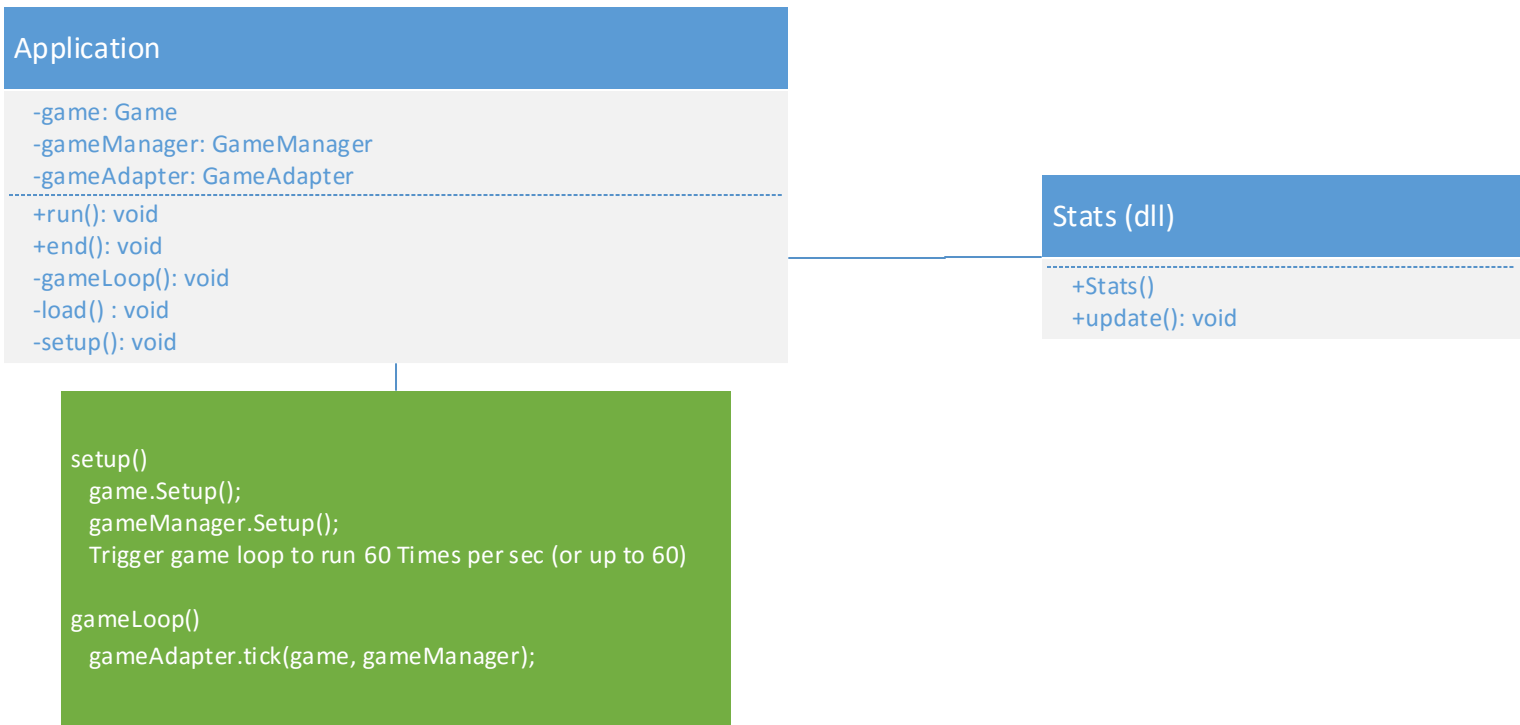 Application
-game: Game
-gameManager: GameManager
-gameAdapter: GameAdapter
+run(): void
+end(): void
-gameLoop(): void
-load() : void
-setup(): void
Stats (dll)
+Stats()
+update(): void
setup()
game.Setup();
gameManager.Setup();
Trigger game loop to run 60 Times per sec (or up to 60)
gameLoop()
gameAdapter.tick(game, gameManager);